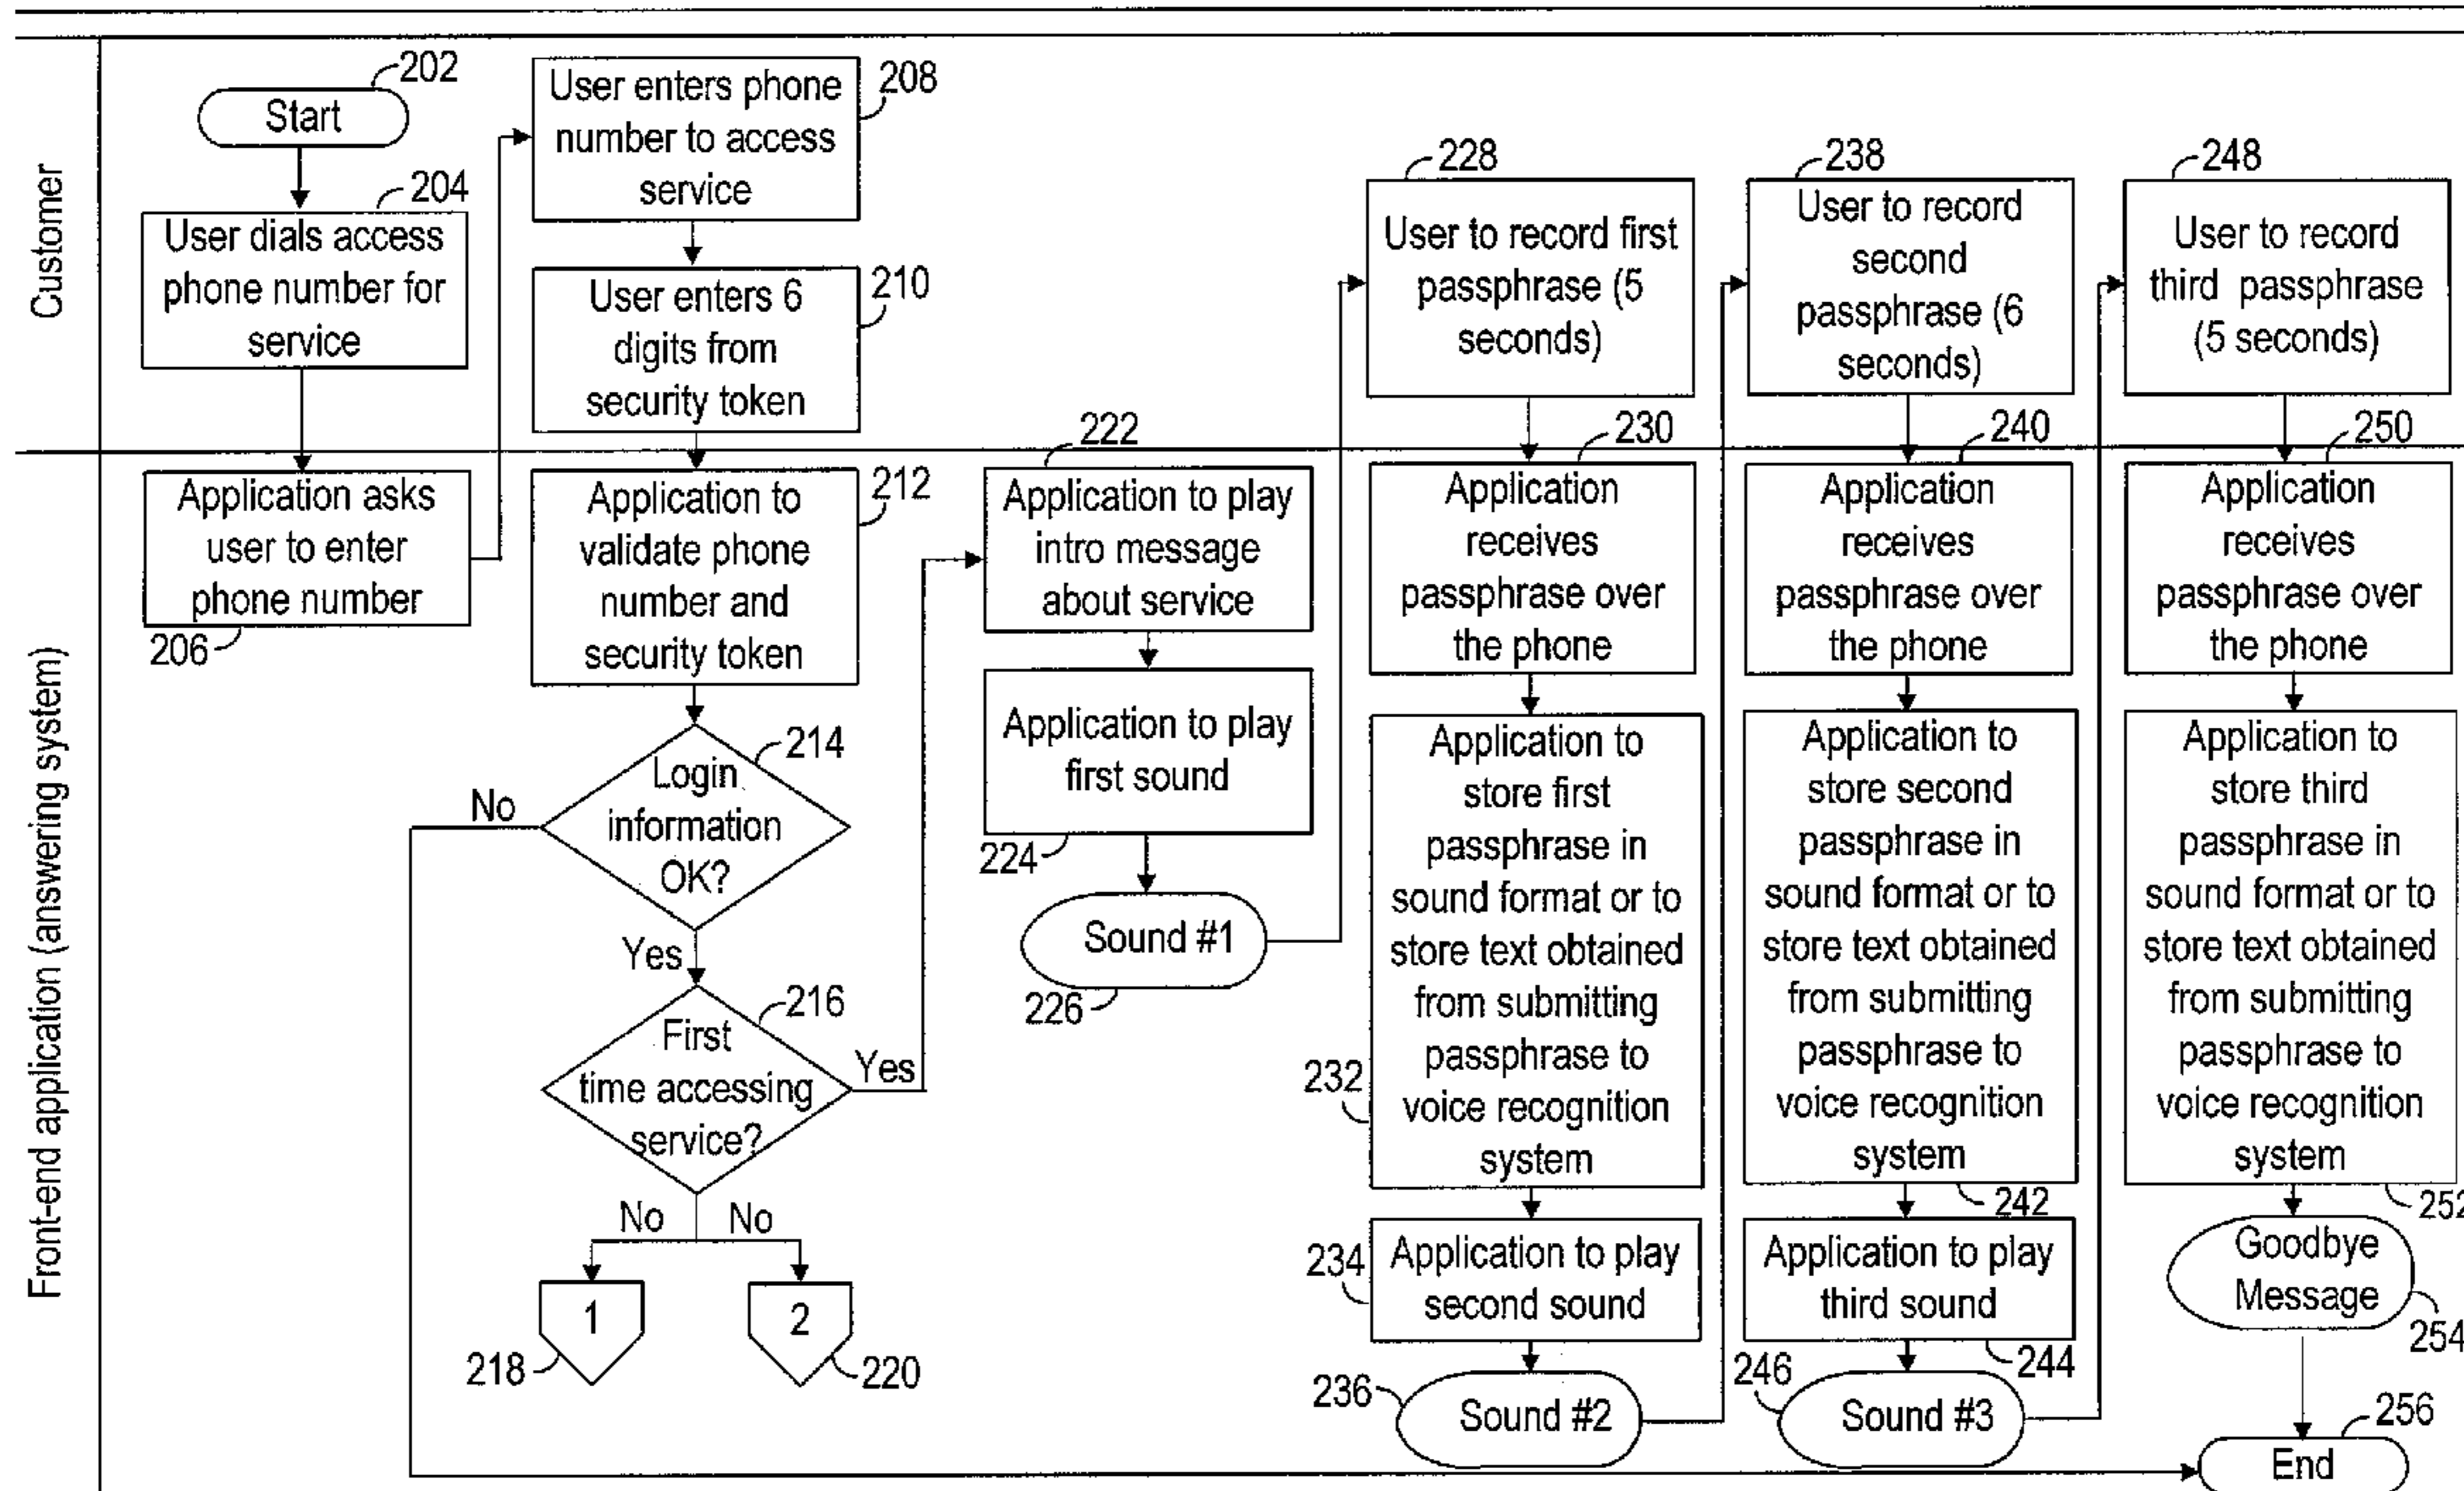 Customer
202
Start
204
User dials access
phone number for
service
Front-end application (answering system)
Application asks
user to enter
phone number
206
208
User enters phone
number to access
service
210
User enters 6
digits from
security token
212
Application to
validate phone
number and
security token
214
Login
information
OK?
No
Yes
216
First
time accessing
service?
Yes
No
No
1
218
2
220
222
Application to play
intro message
about service
Application to play
first sound
224
Sound #1
226
228
User to record first
passphrase (5
seconds)
230
Application
receives
passphrase over
the phone
Application to
store first
passphrase in
sound format or to
store text obtained
from submitting
passphrase to
voice recognition
system
232
234
Application to play
second sound
236
Sound #2
238
User to record
second
passphrase (6
seconds)
240
Application
receives
passphrase over
the phone
Application to
store second
passphrase in
sound format or to
store text obtained
from submitting
passphrase to
voice recognition
system
242
Application to play
third sound
244
246
Sound #3
248
User to record
third passphrase
(5 seconds)
250
Application
receives
passphrase over
the phone
Application to
store third
passphrase in
sound format or to
store text obtained
from submitting
passphrase to
voice recognition
system
252
Goodbye
Message
254
256
End